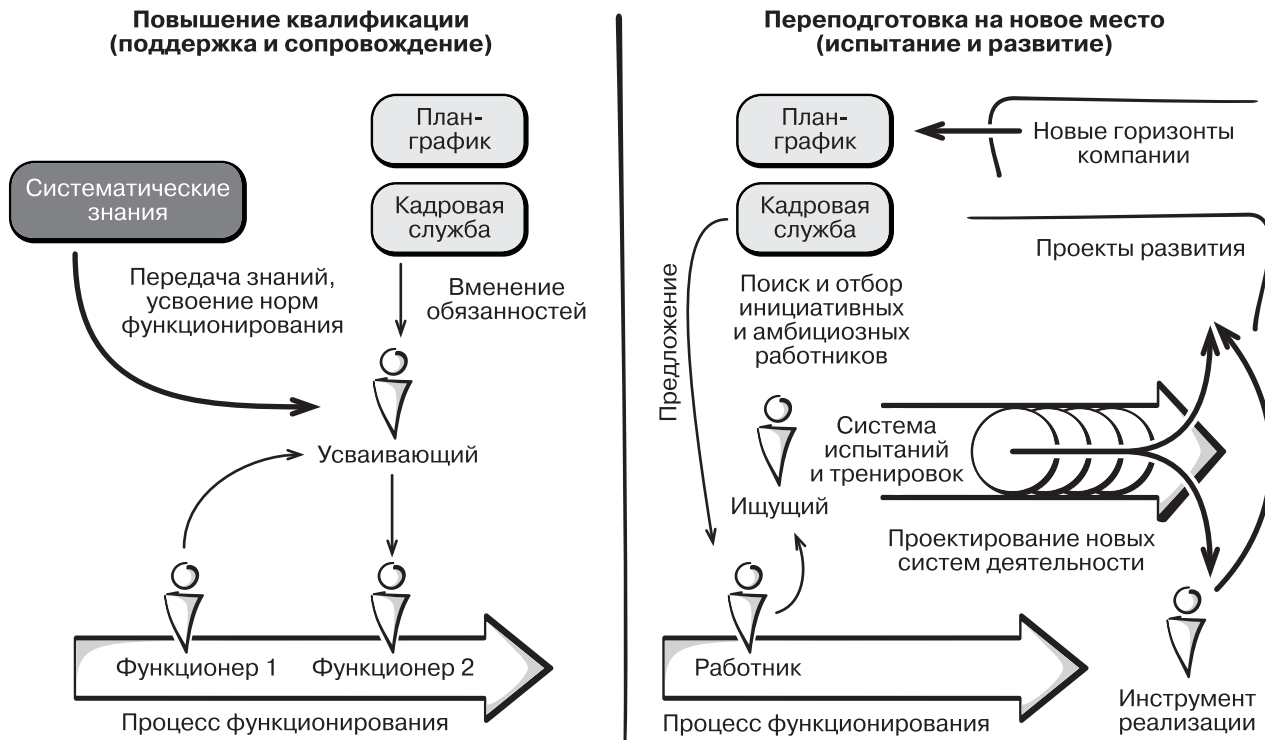 Повышение квалификации
(поддержка и сопровождение)
План-
график
Систематические
знания
Кадровая
служба
Передача знаний,
усвоение норм
функционирования
Вменение
обязанностей
Усваивающий
Функционер 1
Функционер 2
Процесс функционирования
Переподготовка на новое место
(испытание и развитие)
План-
график
Новые горизонты
компании
Кадровая
служба
Проекты развития
Предложение
Поиск и отбор
инициативных
и амбициозных
работников
Система
испытаний
и тренировок
Ищущий
Проектирование новых
систем деятельности
Работник
Процесс функционирования
Инструмент
реализации